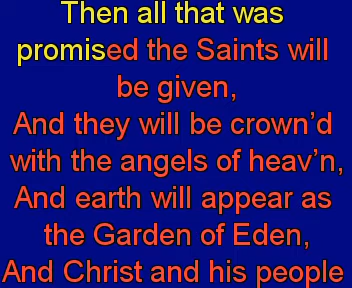 Then all that was
promised the Saints will
be given,
And they will be crown’d
with the angels of heav’n,
And earth will appear as
the Garden of Eden,
And Christ and his people